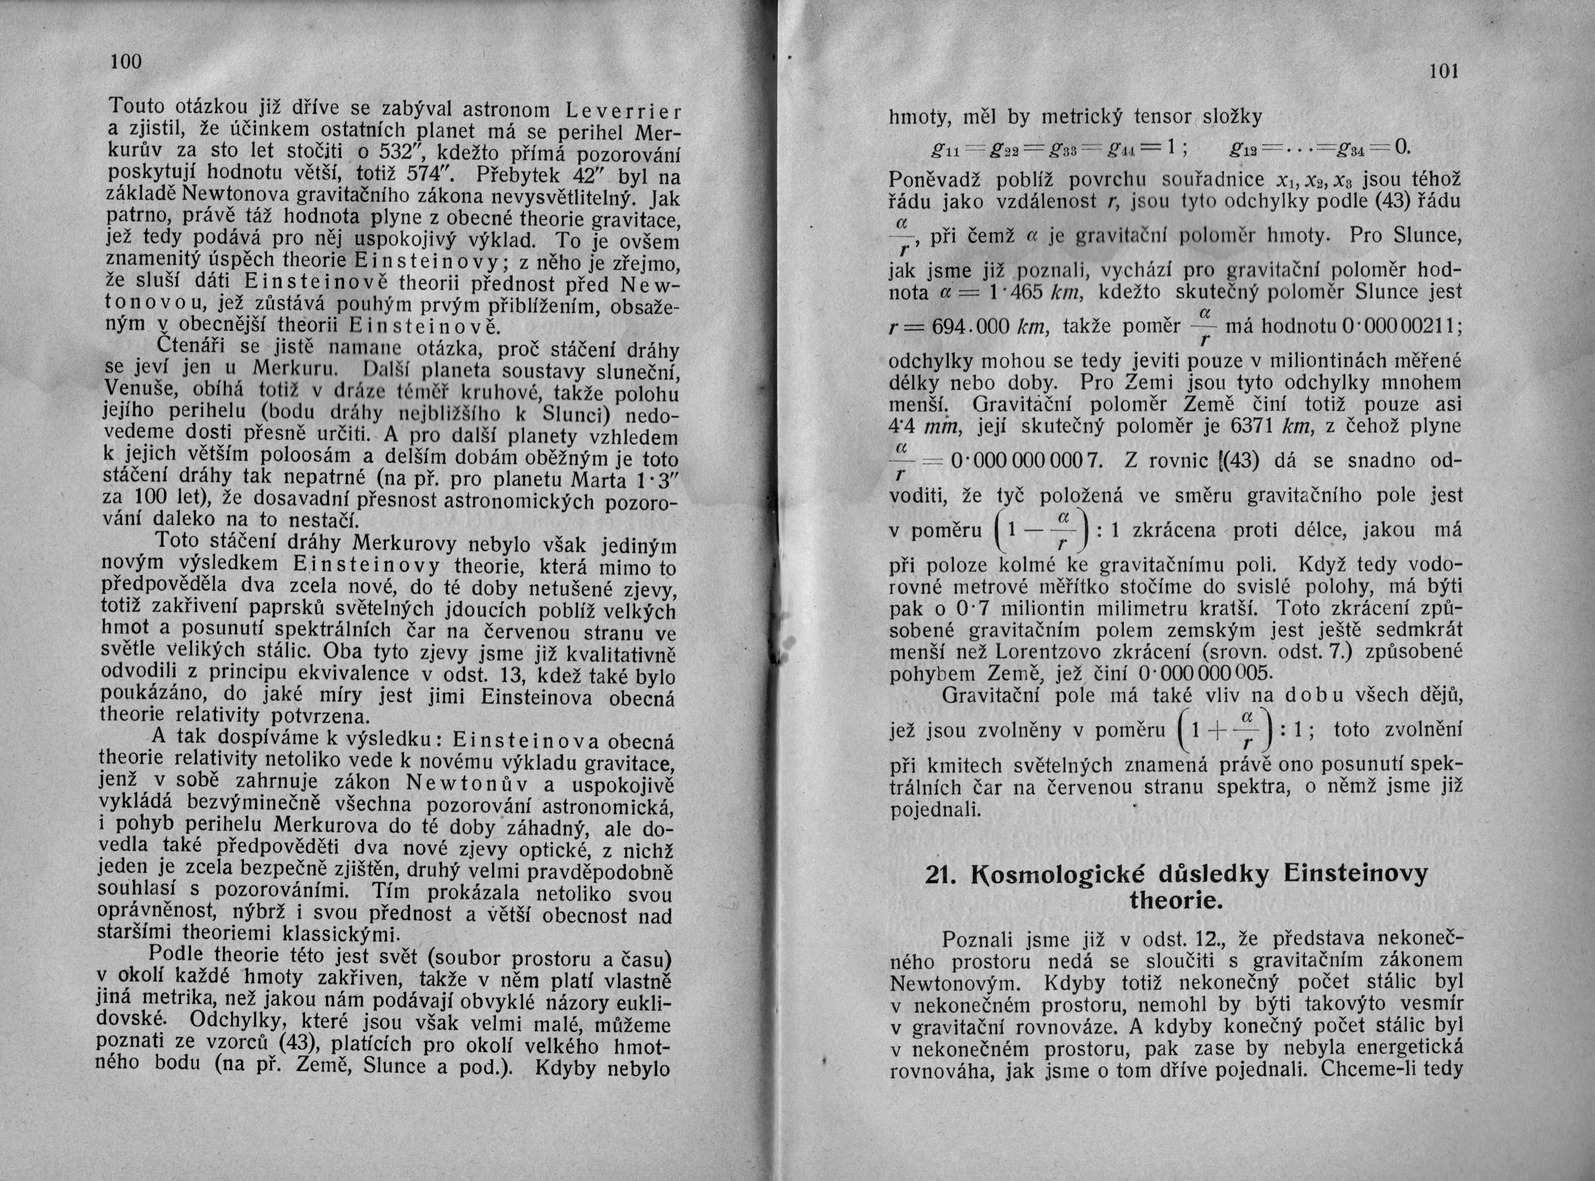 100
Touto otázkou již dříve se zabýval astronom Leverrier
a zjistil, že účinkem ostatních planet má se perihel Mer-
kurův za sto let stočiti o 532″, kdežto přímá pozorování
poskytují hodnotu větší, totiž 574″. Přebytek 42″ byl na
základě Newtonova gravitačního zákona nevysvětlitelný. Jak
patrno, právě táž hodnota plyne z obecné theorie gravitace,
jež tedy podává pro něj uspokojivý výklad. To je ovšem
znamenitý úspěch theorie Einsteinovy; z něho je zřejmo,
že sluší dáti Einsteinově theorii přednost před New-
tonovou, jež zůstává pouhým prvým přiblížením, obsaže-
ným v obecnější theorii Einsteinově.
Čtenáři se jistě namane otázka, proč stáčení dráhy
se jeví jen u Merkuru. Další planeta soustavy sluneční,
Venuše, obíhá totiž v dráze téměř kruhové, takže polohu
jejího perihelu (bodu dráhy nejbližšího k Slunci) nedo-
vedeme dosti přesně určiti. A pro další planety vzhledem
k jejich větším poloosám a delším dobám oběžným je toto
stáčení dráhy tak nepatrné (na př. pro planetu Marta 1·3″
za 100 let), že dosavadní přesnost astronomických pozoro-
vání daleko na to nestačí.
Toto stáčení dráhy Merkurovy nebylo však jediným
novým výsledkem Einsteinovy theorie, která mimo to
předpověděla dva zcela nové, do té doby netušené zjevy,
totiž zakřivení paprsků světelných jdoucích poblíž velkých
hmot a posunutí spektrálních čar na červenou stranu ve
světle velikých stálic. Oba tyto zjevy jsme již kvalitativně
odvodili z principu ekvivalence v odst. 13, kdež také bylo
poukázáno, do jaké míry jest jimi Einsteinova obecná
theorie relativity potvrzena.
A tak dospíváme k výsledku: Einsteinova obecná
theorie relativity netoliko vede k novému výkladu gravitace,
jenž v sobě zahrnuje zákon Newtonův a uspokojivě
vykládá bezvýminečně všechna pozorování astronomická,
i pohyb perihelu Merkurova do té doby záhadný, ale do-
vedla také předpověděti dva nové zjevy optické, z nichž
jeden je zcela bezpečně zjištěn, druhý velmi pravděpodobně
souhlasí s pozorováními. Tím prokázala netoliko svou
oprávněnost, nýbrž i svou přednost a větší obecnost nad
staršími theoriemi klassickými.
Podle theorie této jest svět (soubor prostoru a času)
v okolí každé hmoty zakřiven, takže v něm platí vlastně
jiná metrika, než jakou nám podávají obvyklé názory eukli-
dovské. Odchylky, které jsou však velmi malé, můžeme
poznati ze vzorců (43), platících pro okolí velkého hmot-
ného bodu (na př. Země, Slunce a pod.). Kdyby nebylo
101
hmoty, měl by metrický tensor složky
g₁₁ = g₂₂ = g₃₃ = g₄₄ = 1 ; g₁₂ = . . . = g₃₄ = 0.
Poněvadž poblíž povrchu souřadnice x₁, x₂, x₃ jsou téhož
řádu jako vzdálenost r, jsou tyto odchylky podle (43) řádu
α/r, při čemž α je gravitační poloměr hmoty. Pro Slunce,
jak jsme již poznali, vychází pro gravitační poloměr hod-
nota α = 1·465 km, kdežto skutečný poloměr Slunce jest
r = 694.000 km, takže poměr α/r má hodnotu 0·00000211;
odchylky mohou se tedy jeviti pouze v miliontinách měřené
délky nebo doby. Pro Zemi jsou tyto odchylky mnohem
menší. Gravitační poloměr Země činí totiž pouze asi
4·4 mm, její skutečný poloměr je 6371 km, z čehož plyne
α/r = 0·000 000 000 7. Z rovnic (43) dá se snadno od-
voditi, že tyč položená ve směru gravitačního pole jest
v poměru (1 — α/r) : 1 zkrácena proti délce, jakou má
při poloze kolmé ke gravitačnímu poli. Když tedy vodo-
rovné metrové měřítko stočíme do svislé polohy, má býti
pak o 0·7 miliontin milimetru kratší. Toto zkrácení způ-
sobené gravitačním polem zemským jest ještě sedmkrát
menší než Lorentzovo zkrácení (srovn. odst. 7.) způsobené
pohybem Země, jež činí 0·000 000 005.
Gravitační pole má také vliv na dobu všech dějů,
jež jsou zvolněny v poměru (1 + α/r) : 1 ; toto zvolnění
při kmitech světelných znamená právě ono posunutí spek-
trálních čar na červenou stranu spektra, o němž jsme již
pojednali.
21. Kosmologické důsledky Einsteinovy
theorie.
Poznali jsme již v odst. 12., že představa nekoneč-
ného prostoru nedá se sloučiti s gravitačním zákonem
Newtonovým. Kdyby totiž nekonečný počet stálic byl
v nekonečném prostoru, nemohl by býti takovýto vesmír
v gravitační rovnováze. A kdyby konečný počet stálic byl
v nekonečném prostoru, pak zase by nebyla energetická
rovnováha, jak jsme o tom dříve pojednali. Chceme-li tedy